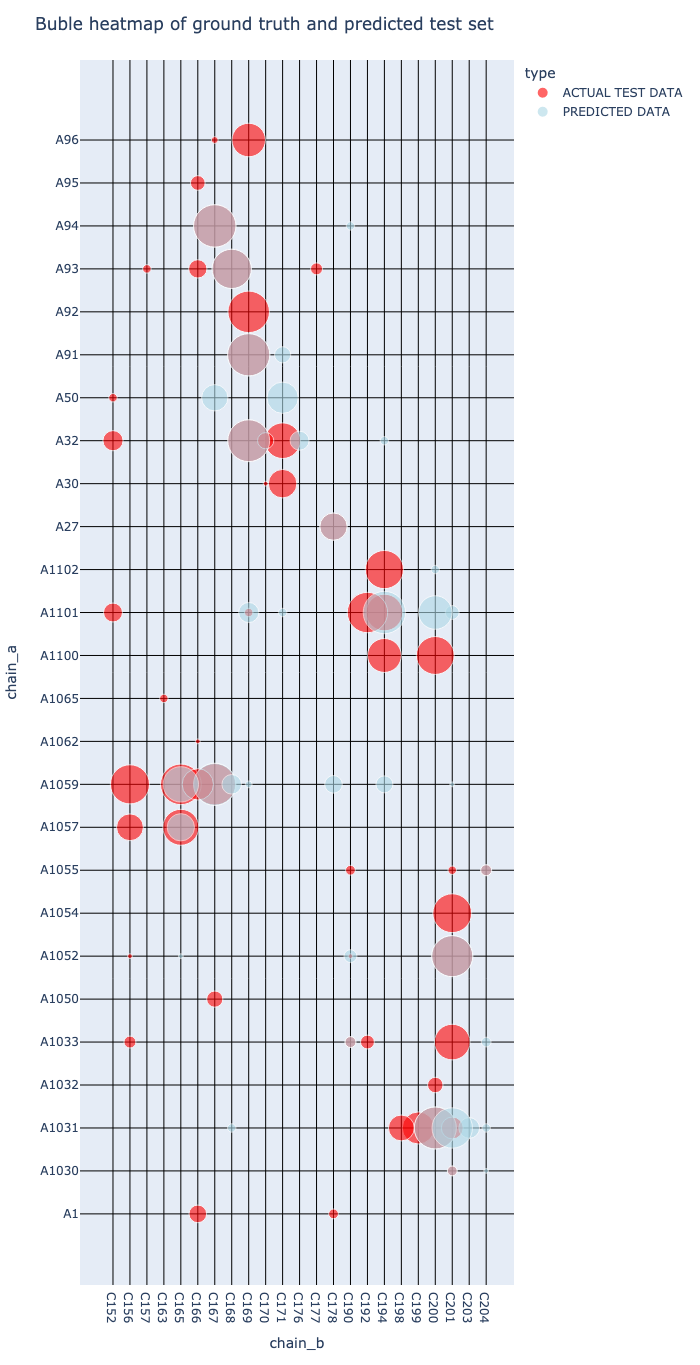 Buble heatmap of ground truth and predicted test set
type
ACTUAL TEST DATA
PREDICTED DATA
A96
A95
A94
A93
A92
A91
A50
A32
A30
A27
A1102
A1101
A1100
A1065
A1062
A1059
A1057
A1055
A1054
A1052
A1050
A1033
A1032
A1031
A1030
A1
chain_a
C152
C156
C157
C163
C165
C166
C167
C168
C169
C170
C171
C176
C177
C178
C190
C192
C194
C198
C199
C200
C201
C203
C204
chain_b